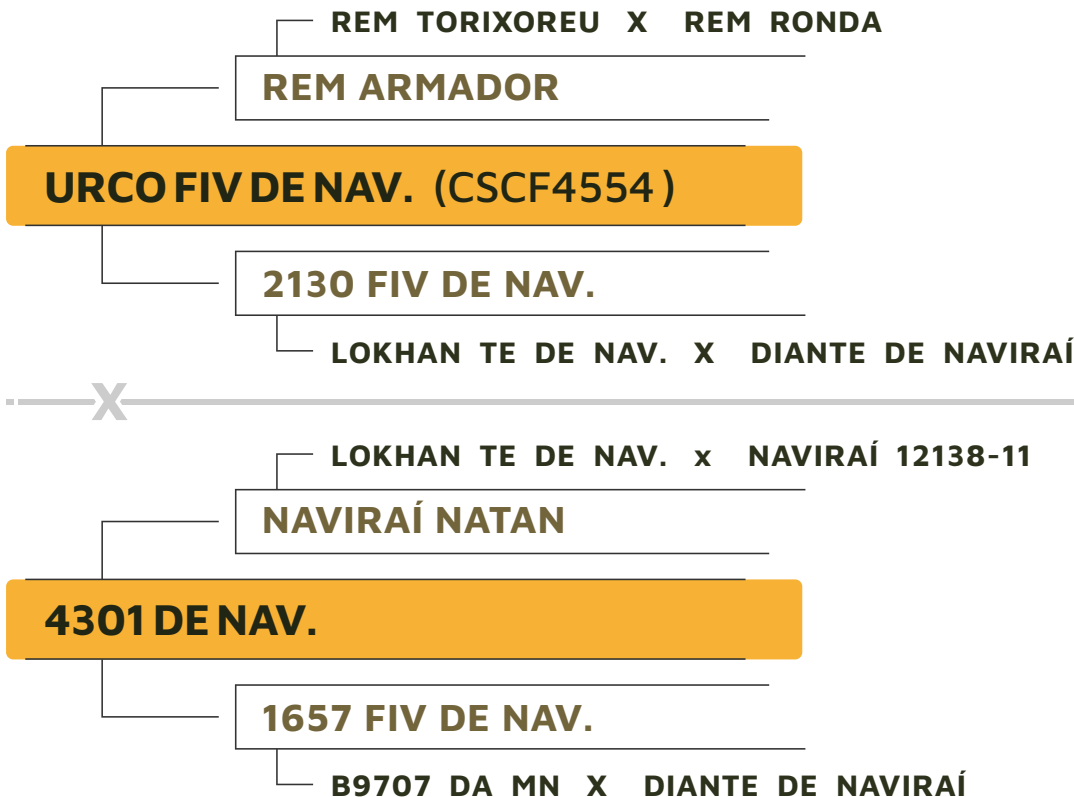 REM TORIXOREU X REM RONDA
REM ARMADOR
URCO FIV DE NAV. (CSCF4554 )
2130 FIV DE NAV.
LOKHAN TE DE NAV. X DIANTE DE NAVIRAÍ
X
LOKHAN TE DE NAV. x NAVIRAÍ 12138-11
NAVIRAÍ NATAN
4301 DE NAV.
1657 FIV DE NAV.
B9707 DA MN X DIANTE DE NAVIRAÍ